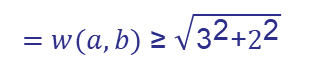 = w(a, b) ≥ √3²+2²